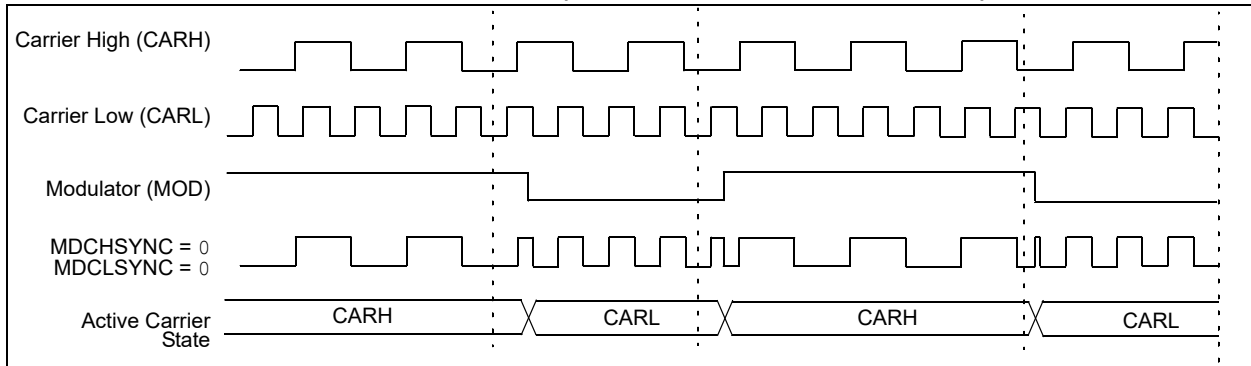 Carrier High (CARH)
Carrier Low (CARL)
Modulator (MOD)
MDCHSYNC = 0
MDCLSYNC = 0
Active Carrier
State
CARH
CARL
CARH
CARL